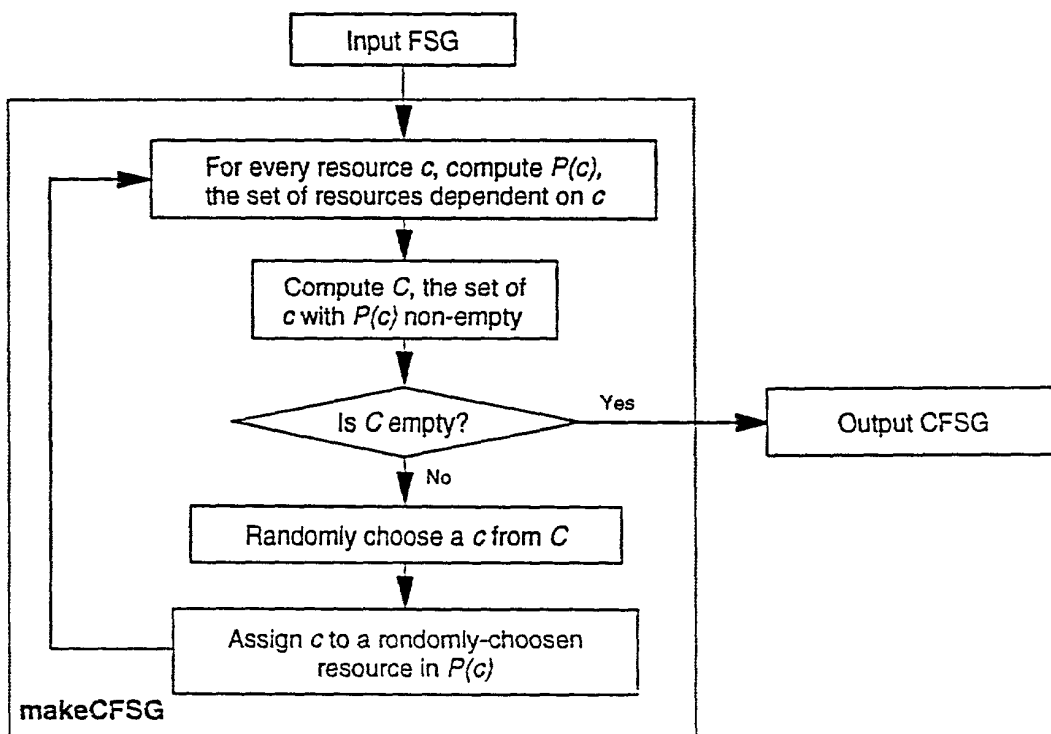 Input FSG
For every resource c, compute P(c),
the set of resources dependent on c
Compute C, the set of
c with P(c) non-empty
Is C empty?
Yes
Output CFSG
No
Randomly choose a c from C
Assign c to a randomly-choosen
resource in P(c)
makeCFSG